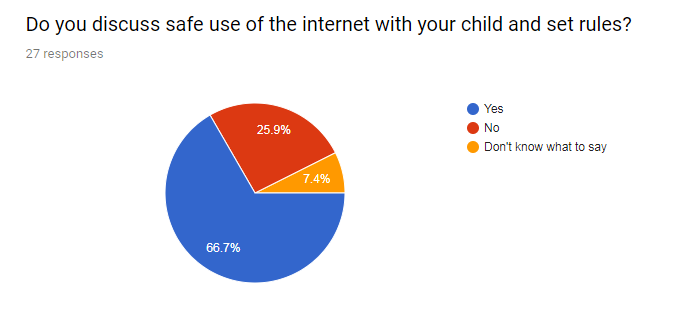 Do you discuss safe use of the internet with your child and set rules?
27 responses
Yes
No
Don't know what to say
25.9%
7.4%
66.7%